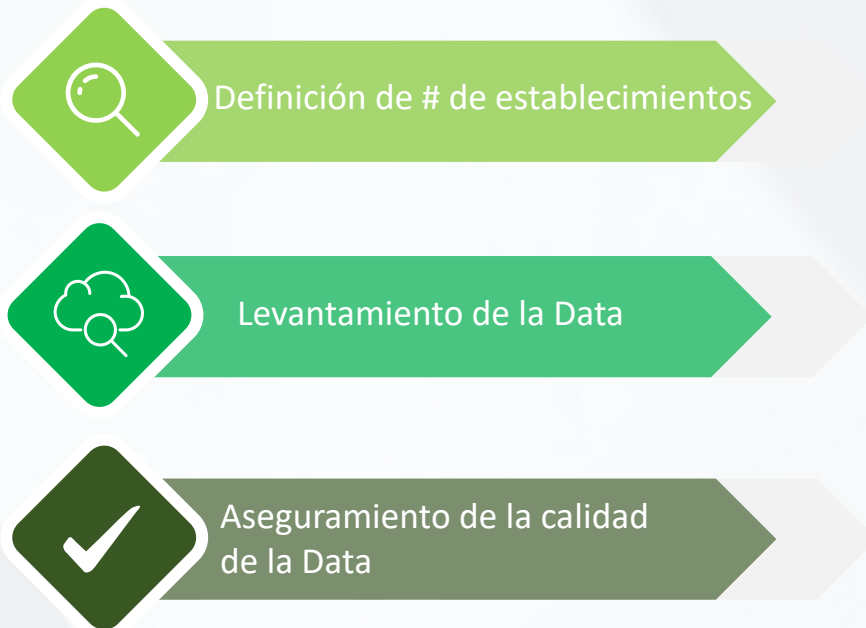 Definición de # de establecimientos
Levantamiento de la Data
Aseguramiento de la calidad
de la Data